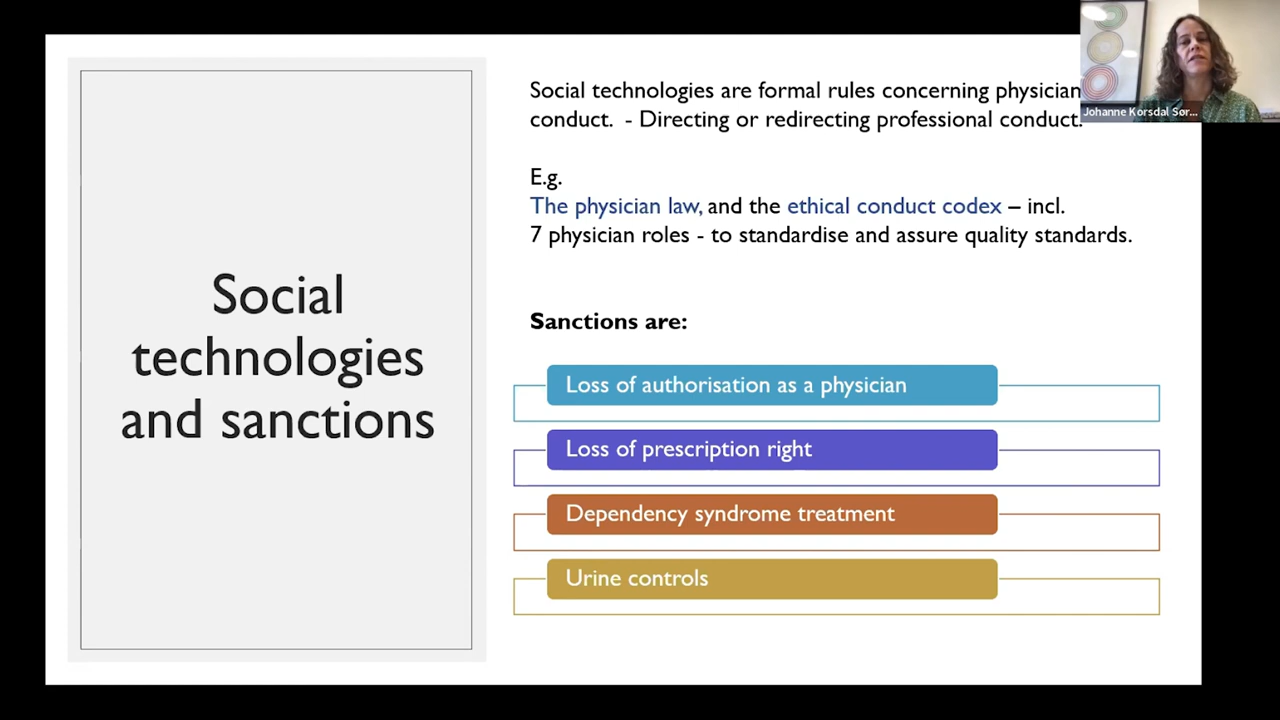 Social
technologies
and sanctions
Social technologies are formal rules concerning physician
conduct.  - Directing or redirecting professional conduct.
E.g.
The physician law, and the ethical conduct codex – incl.
7 physician roles - to standardise and assure quality standards.
Sanctions are:
Loss of authorisation as a physician
Loss of prescription right
Dependency syndrome treatment
Urine controls
Johanne Korsdal Sør...